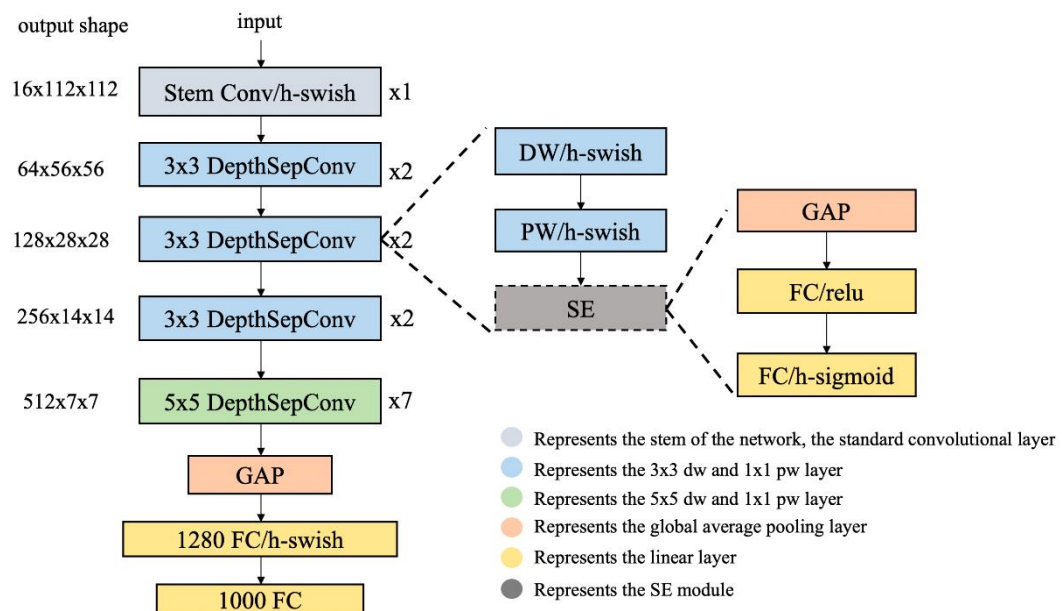 output shape
input
16x112x112
Stem Conv/h-swish
x1
64x56x56
3x3 DepthSepConv
x2
128x28x28
3x3 DepthSepConv
x2
256x14x14
3x3 DepthSepConv
x2
512x7x7
5x5 DepthSepConv
x7
GAP
1280 FC/h-swish
1000 FC
DW/h-swish
PW/h-swish
SE
GAP
FC/relu
FC/h-sigmoid
Represents the stem of the network, the standard convolutional layer
Represents the 3x3 dw and 1x1 pw layer
Represents the 5x5 dw and 1x1 pw layer
Represents the global average pooling layer
Represents the linear layer
Represents the SE module